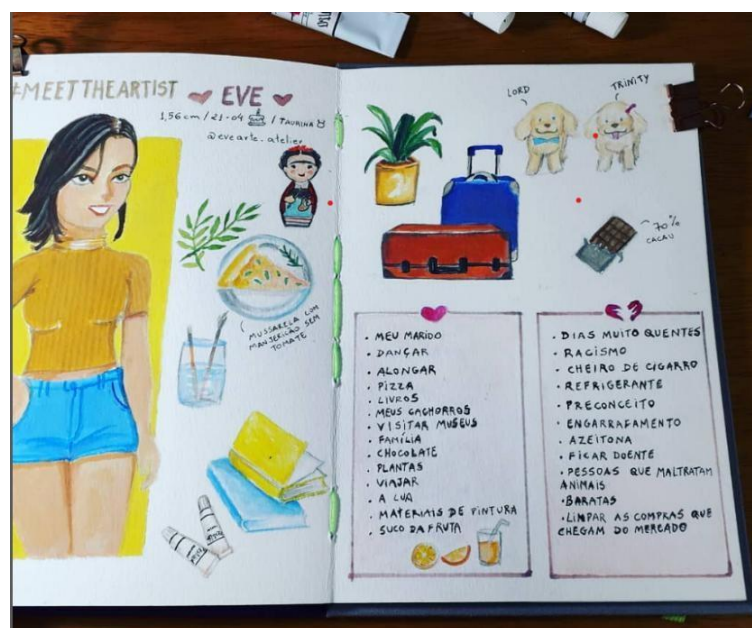 #MEETTHEARTIST
EVE
1,56cm / 21-04 / TAURINA
@evearte.atelier
MUSSARELA COM
MANJERICÃO SEM
TOMATE
LORD
TRINITY
70%
CACAU
• MEU MARIDO
• DANÇAR
• ALONGAR
• PIZZA
• LIVROS
• MEUS CACHORROS
• VISITAR MUSEUS
• FAMÍLIA
• CHOCOLATE
• PLANTAS
• VIAJAR
• A LUA
• MATERIAIS DE PINTURA
• SUCO DA FRUTA
• DIAS MUITO QUENTES
• RACISMO
• CHEIRO DE CIGARRO
• REFRIGERANTE
• PRECONCEITO
• ENGARRAFAMENTO
• AZEITONA
• FICAR DOENTE
• PESSOAS QUE MALTRATAM
ANIMAIS
• BARATAS
• LIMPAR AS COMPRAS QUE
CHEGAM DO MERCADO